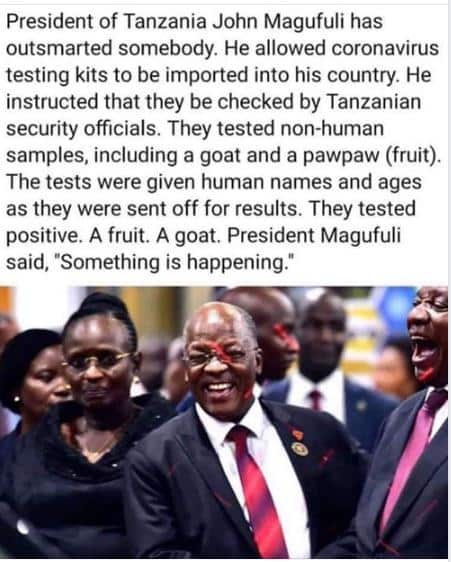 President of Tanzania John Magufuli has
outsmarted somebody. He allowed coronavirus
testing kits to be imported into his country. He
instructed that they be checked by Tanzanian
security officials. They tested non-human
samples, including a goat and a pawpaw (fruit).
The tests were given human names and ages
as they were sent off for results. They tested
positive. A fruit. A goat. President Magufuli
said, "Something is happening."